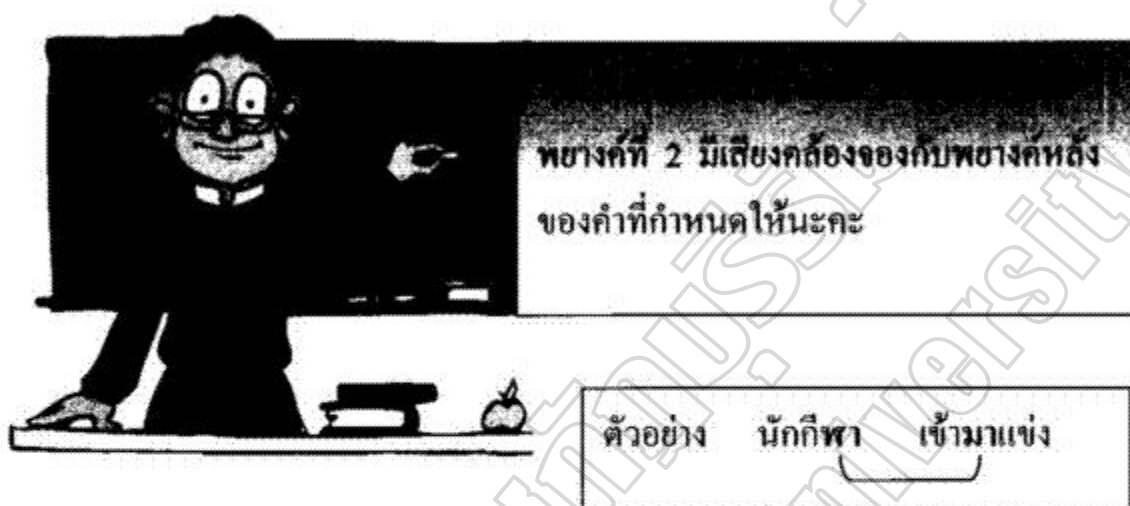 พยางค์ที่ 2 มีเสียงคล้องจองกับพยางค์หลัง
ของคำที่กำหนดให้นะคะ
ตัวอย่าง นักกีฬา เข้ามาแข่ง